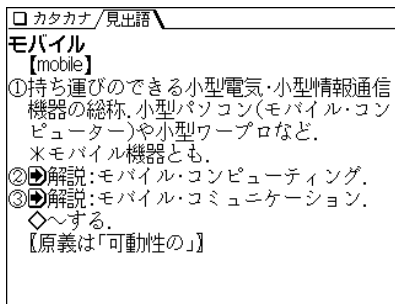 カタカナ/見出語
モバイル
【mobile】
①持ち運びのできる小型電気·小型情報通信
機器の総称.小型パソコン(モバイル·コン
ピューター)や小型ワープロなど.
＊モバイル機器とも.
②➡解説:モバイル·コンピューティング.
③➡解説:モバイル·コミュニケーション.
◇～する.
〖原義は｢可動性の｣〗